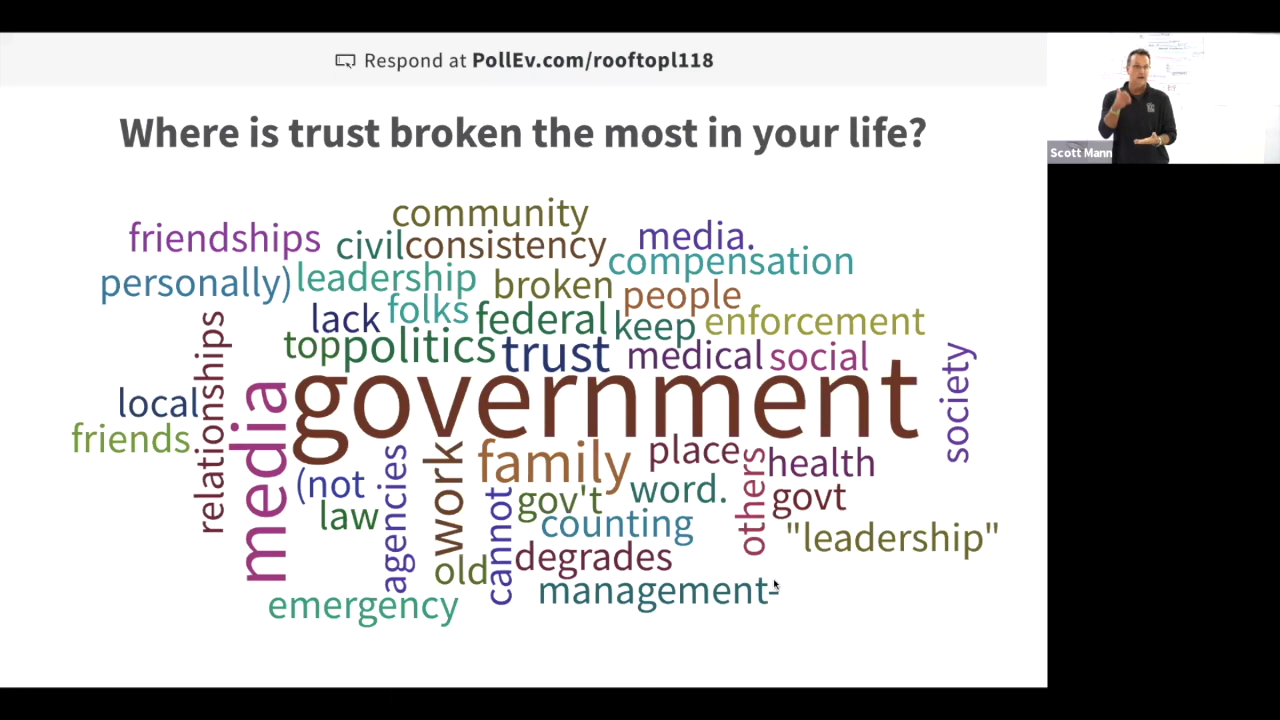 Respond at PollEv.com/rooftopl118
Where is trust broken the most in your life?
Scott Mann
community
friendships civil consistency media.
personally) leadership broken compensation
lack folks federal keep people enforcement
top politics trust medical social
relationships
local
friends.
media
government
society
(not
law
agencies
work
family
place
others
health
cannot
gov't word.
govt
counting
"leadership"
old
degrades
management-
emergency